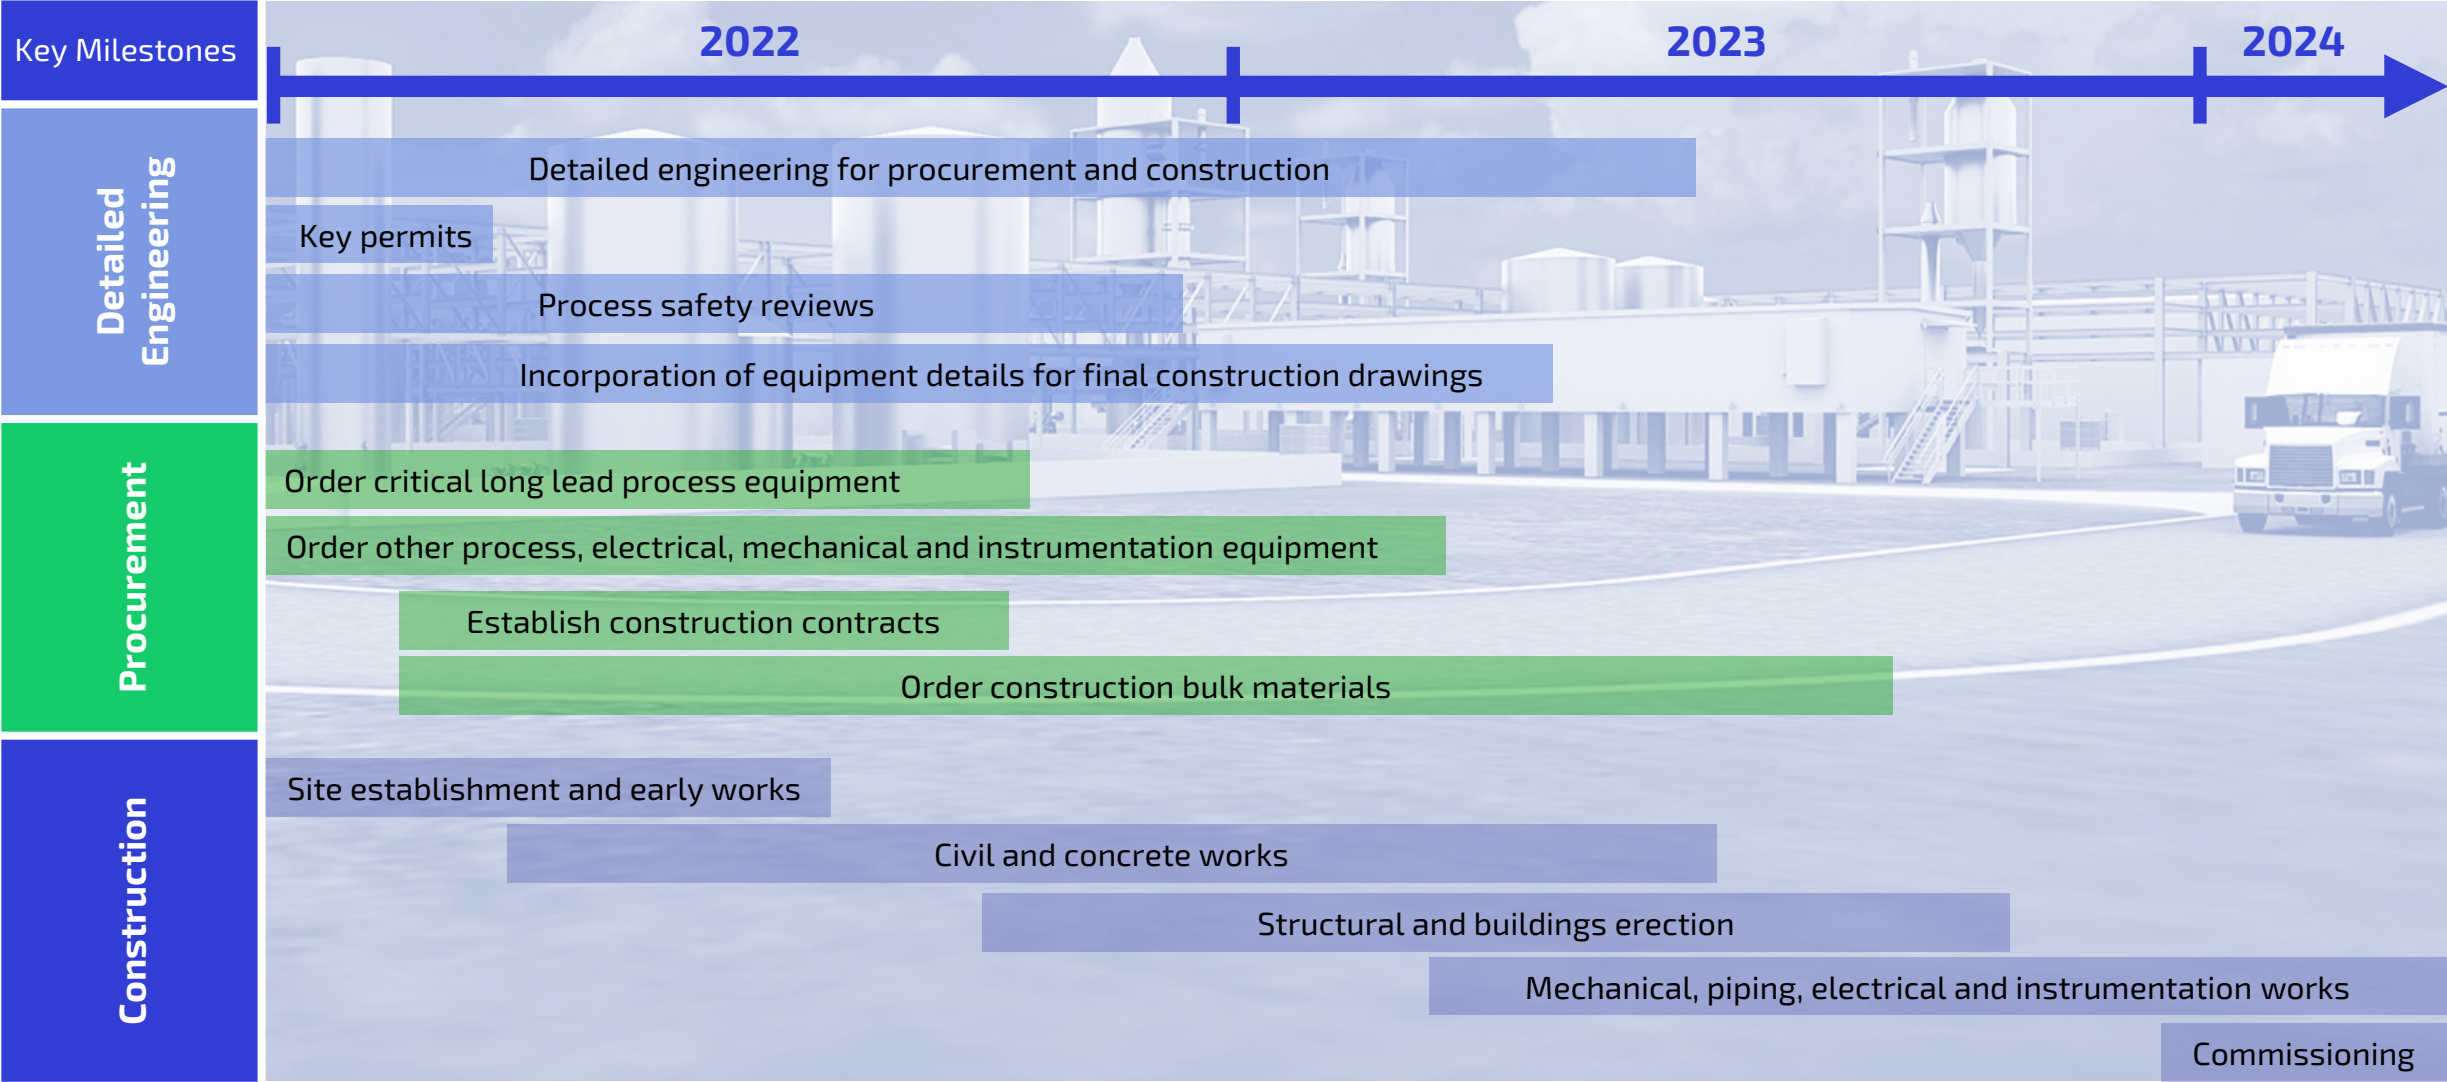 Key Milestones
2022
2023
2024
Detailed
Engineering
Detailed engineering for procurement and construction
Key permits
Process safety reviews
Incorporation of equipment details for final construction drawings
Procurement
Order critical long lead process equipment
Order other process, electrical, mechanical and instrumentation equipment
Establish construction contracts
Order construction bulk materials
Construction
Site establishment and early works
Civil and concrete works
Structural and buildings erection
Mechanical, piping, electrical and instrumentation works
Commissioning